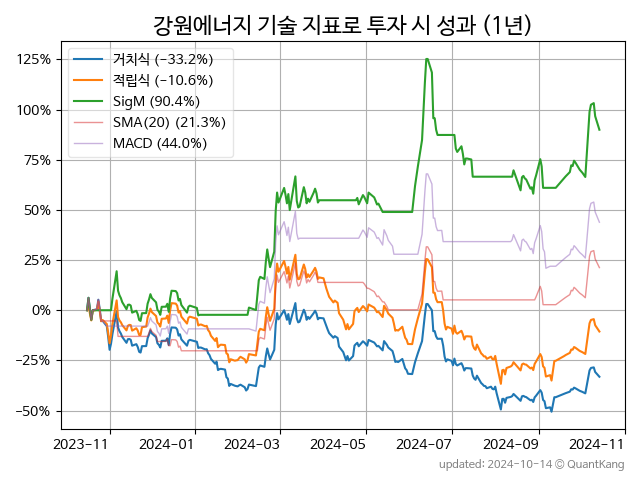 강원에너지 기술 지표로 투자 시 성과 (1년)
거치식 (−33.2%)
적립식 (−10.6%)
SigM (90.4%)
SMA(20) (21.3%)
MACD (44.0%)
125%
100%
75%
50%
25%
0%
−25%
−50%
2023-11
2024-01
2024-03
2024-05
2024-07
2024-09
2024-11
updated: 2024-10-14 © QuantKang